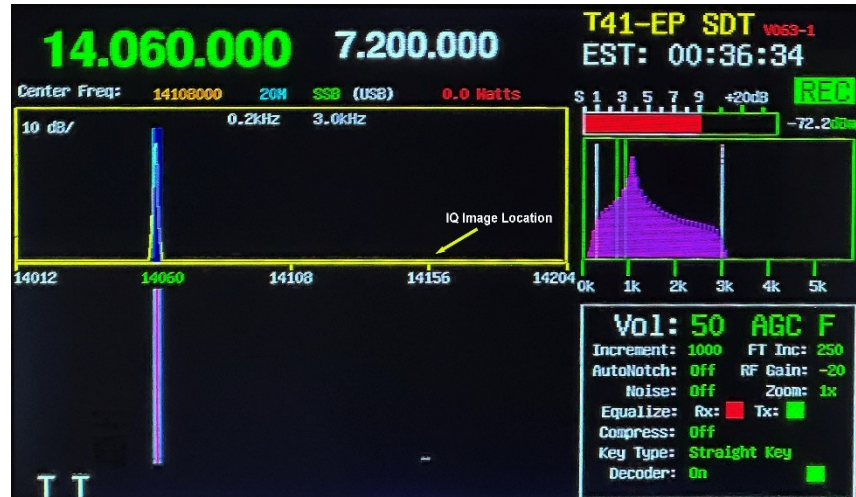 14.060.000 7.200.000
T41-EP SDT V063-1
EST: 00:36:34
Center Freq: 14108000 20M SSB (USB) 0.0 Watts
S 1 3 5 7 9 +20dB REC
-72.2dBm
10 dB/ 0.2kHz 3.0kHz
IQ Image Location
14012 14060 14108 14156 14204
0k 1k 2k 3k 4k 5k
Vol: 50 AGC F
Increment: 1000 FT Inc: 250
AutoNotch: Off RF Gain: -20
Noise: Off Zoom: 1x
Equalize: Rx: Tx:
Compress: Off
Key Type: Straight Key
Decoder: On
T T